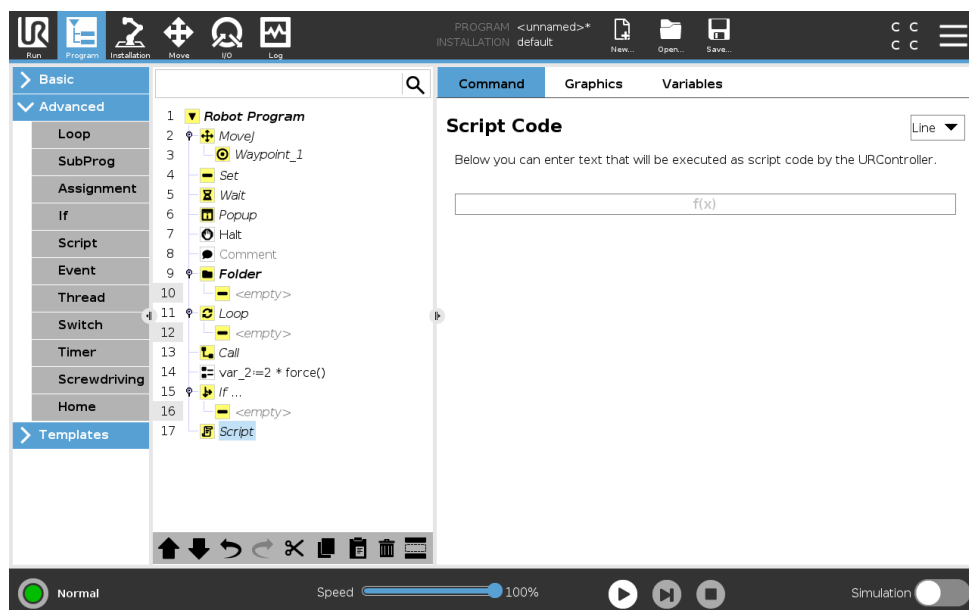 UR
PROGRAM <unnamed>*
INSTALLATION default
C C
C C
Run Program Installation Move I/O Log New... Open... Save...
Basic
Advanced
Loop
SubProg
Assignment
If
Script
Event
Thread
Switch
Timer
Screwdriving
Home
Templates
1 Robot Program
2 MoveJ
3 Waypoint_1
4 Set
5 Wait
6 Popup
7 Halt
8 Comment
9 Folder
10 <empty>
11 Loop
12 <empty>
13 Call
14 var_2:=2 * force()
15 If ...
16 <empty>
17 Script
Command Graphics Variables
Script Code
Line
Below you can enter text that will be executed as script code by the URController.
f(x)
Normal
Speed 100%
Simulation